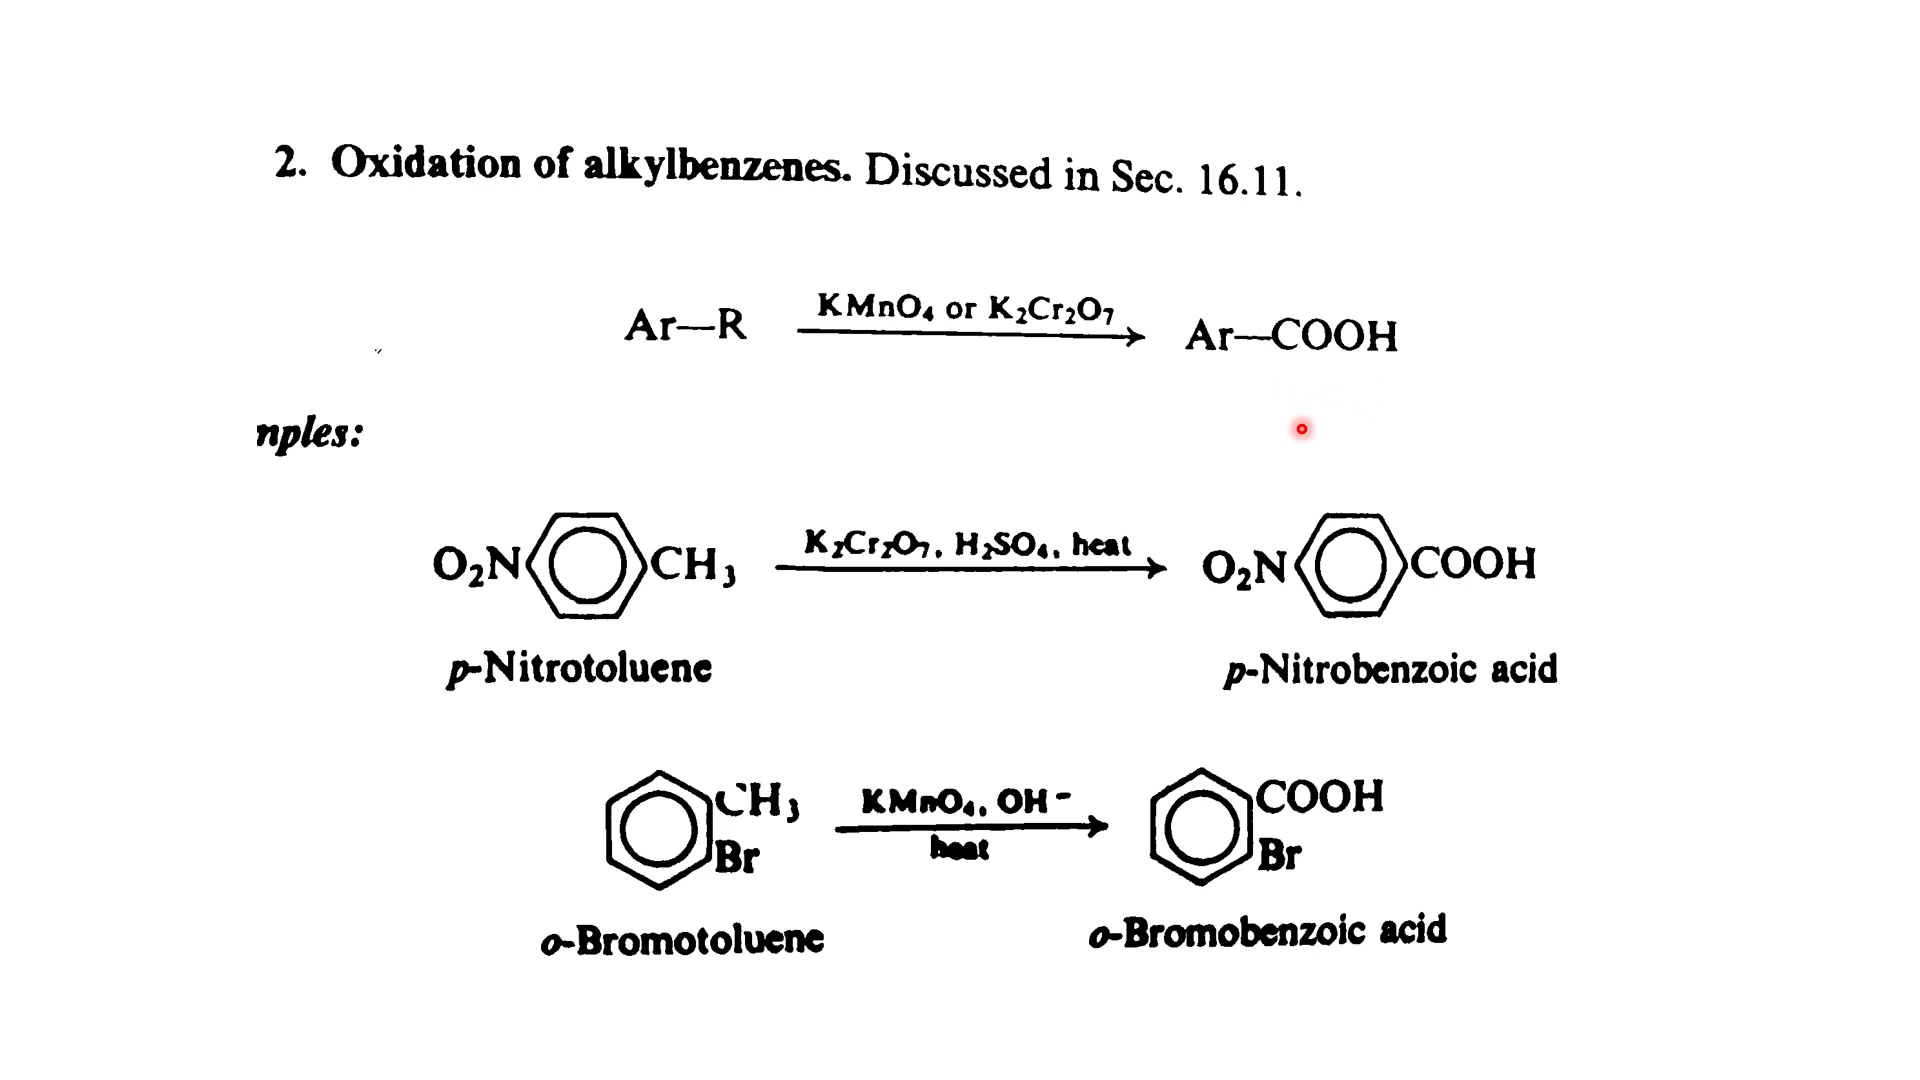 2. Oxidation of alkylbenzenes. Discussed in Sec. 16.11.
Ar—R KMnO₄ or K₂Cr₂O₇ Ar—COOH
nples:
O₂N CH₃ K₂Cr₂O₇, H₂SO₄, heat O₂N COOH
p-Nitrotoluene p-Nitrobenzoic acid
CH₃ KMnO₄, OH⁻ COOH
Br heat Br
o-Bromotoluene o-Bromobenzoic acid